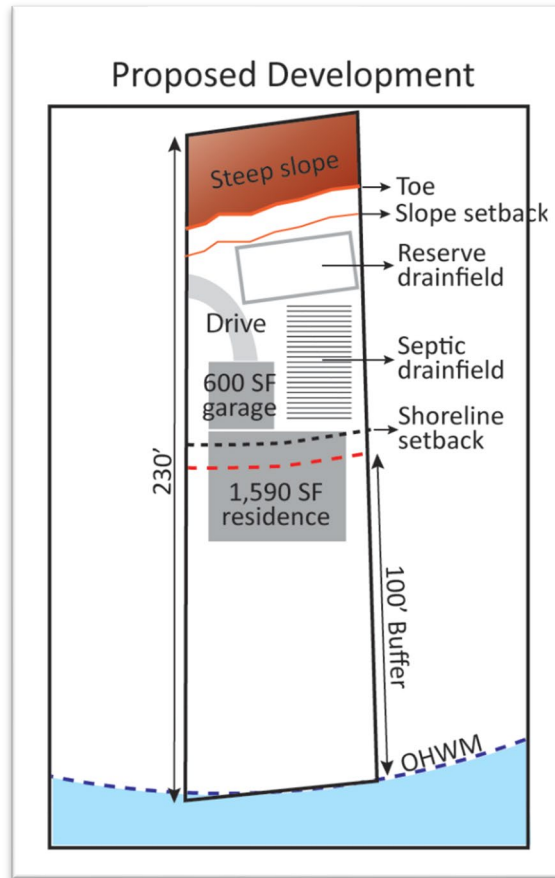 Proposed Development
Steep slope
Toe
Slope setback
Reserve
drainfield
Drive
Septic
drainfield
600 SF
garage
Shoreline
setback
230'
1,590 SF
residence
100' Buffer
OHWM